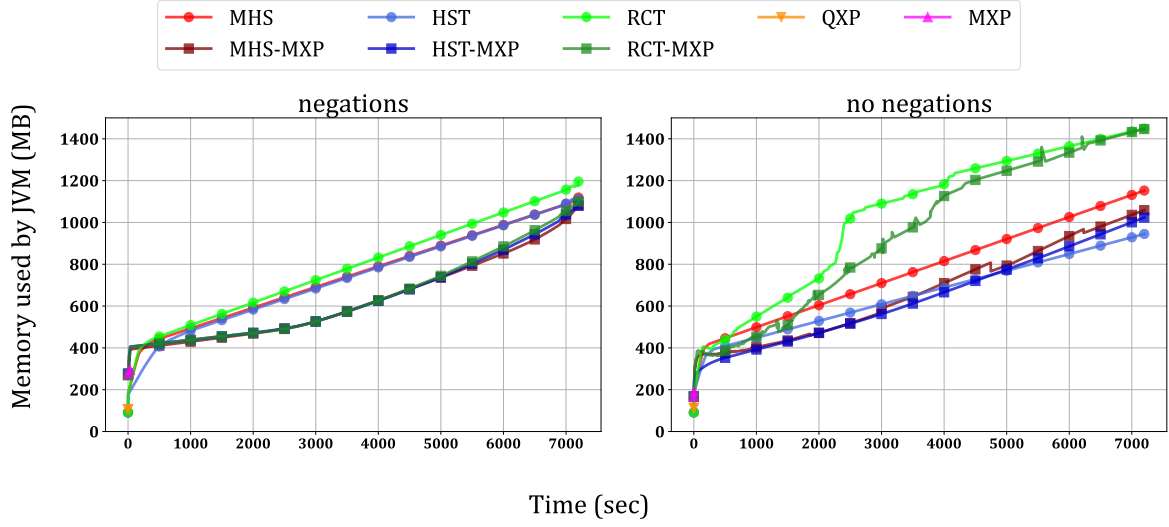 MHS HST RCT QXP MXP
MHS-MXP HST-MXP RCT-MXP
negations no negations
Memory used by JVM (MB)
1400 1400
1200 1200
1000 1000
800 800
600 600
400 400
200 200
0 0
0 1000 2000 3000 4000 5000 6000 7000 0 1000 2000 3000 4000 5000 6000 7000
Time (sec)